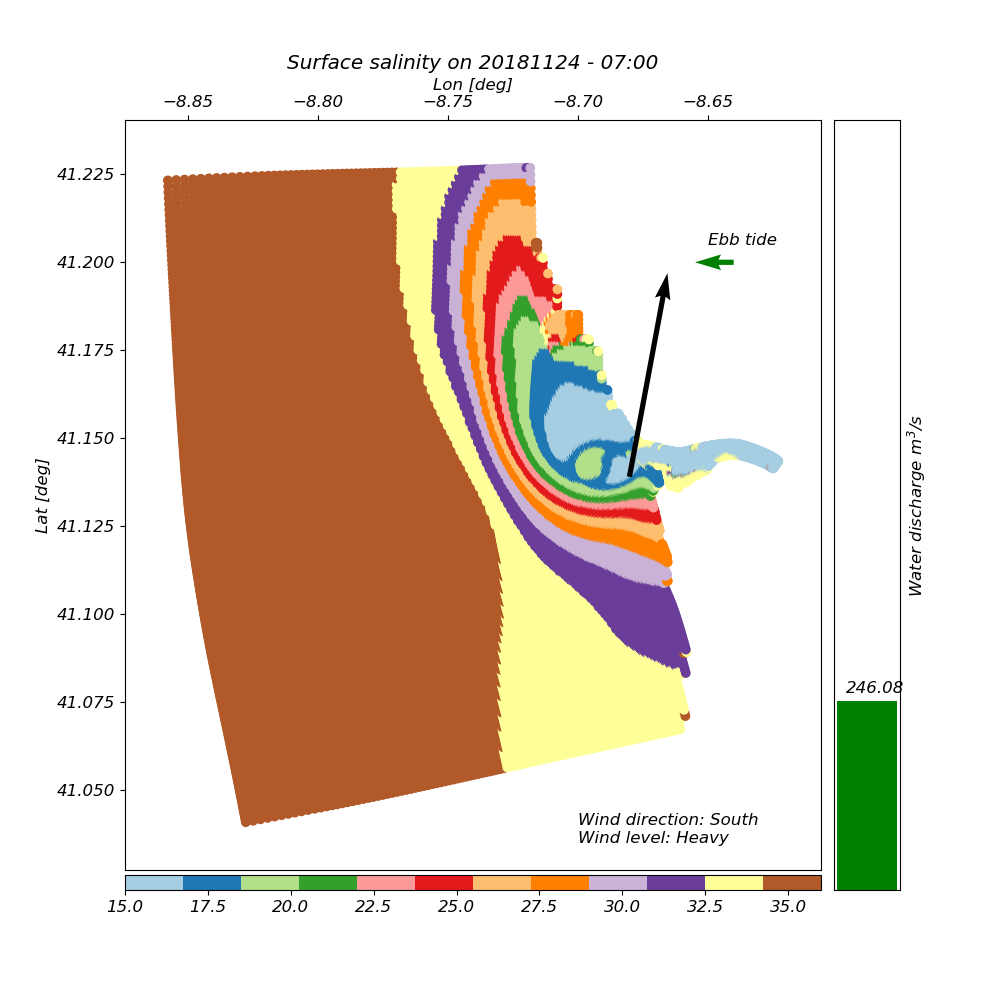 Surface salinity on 20181124 - 07:00
Lon [deg]
−8.85 −8.80 −8.75 −8.70 −8.65
41.225
41.200
41.175
41.150
41.125
41.100
41.075
41.050
Lat [deg]
Ebb tide
Wind direction: South
Wind level: Heavy
246.08
Water discharge m³/s
15.0 17.5 20.0 22.5 25.0 27.5 30.0 32.5 35.0